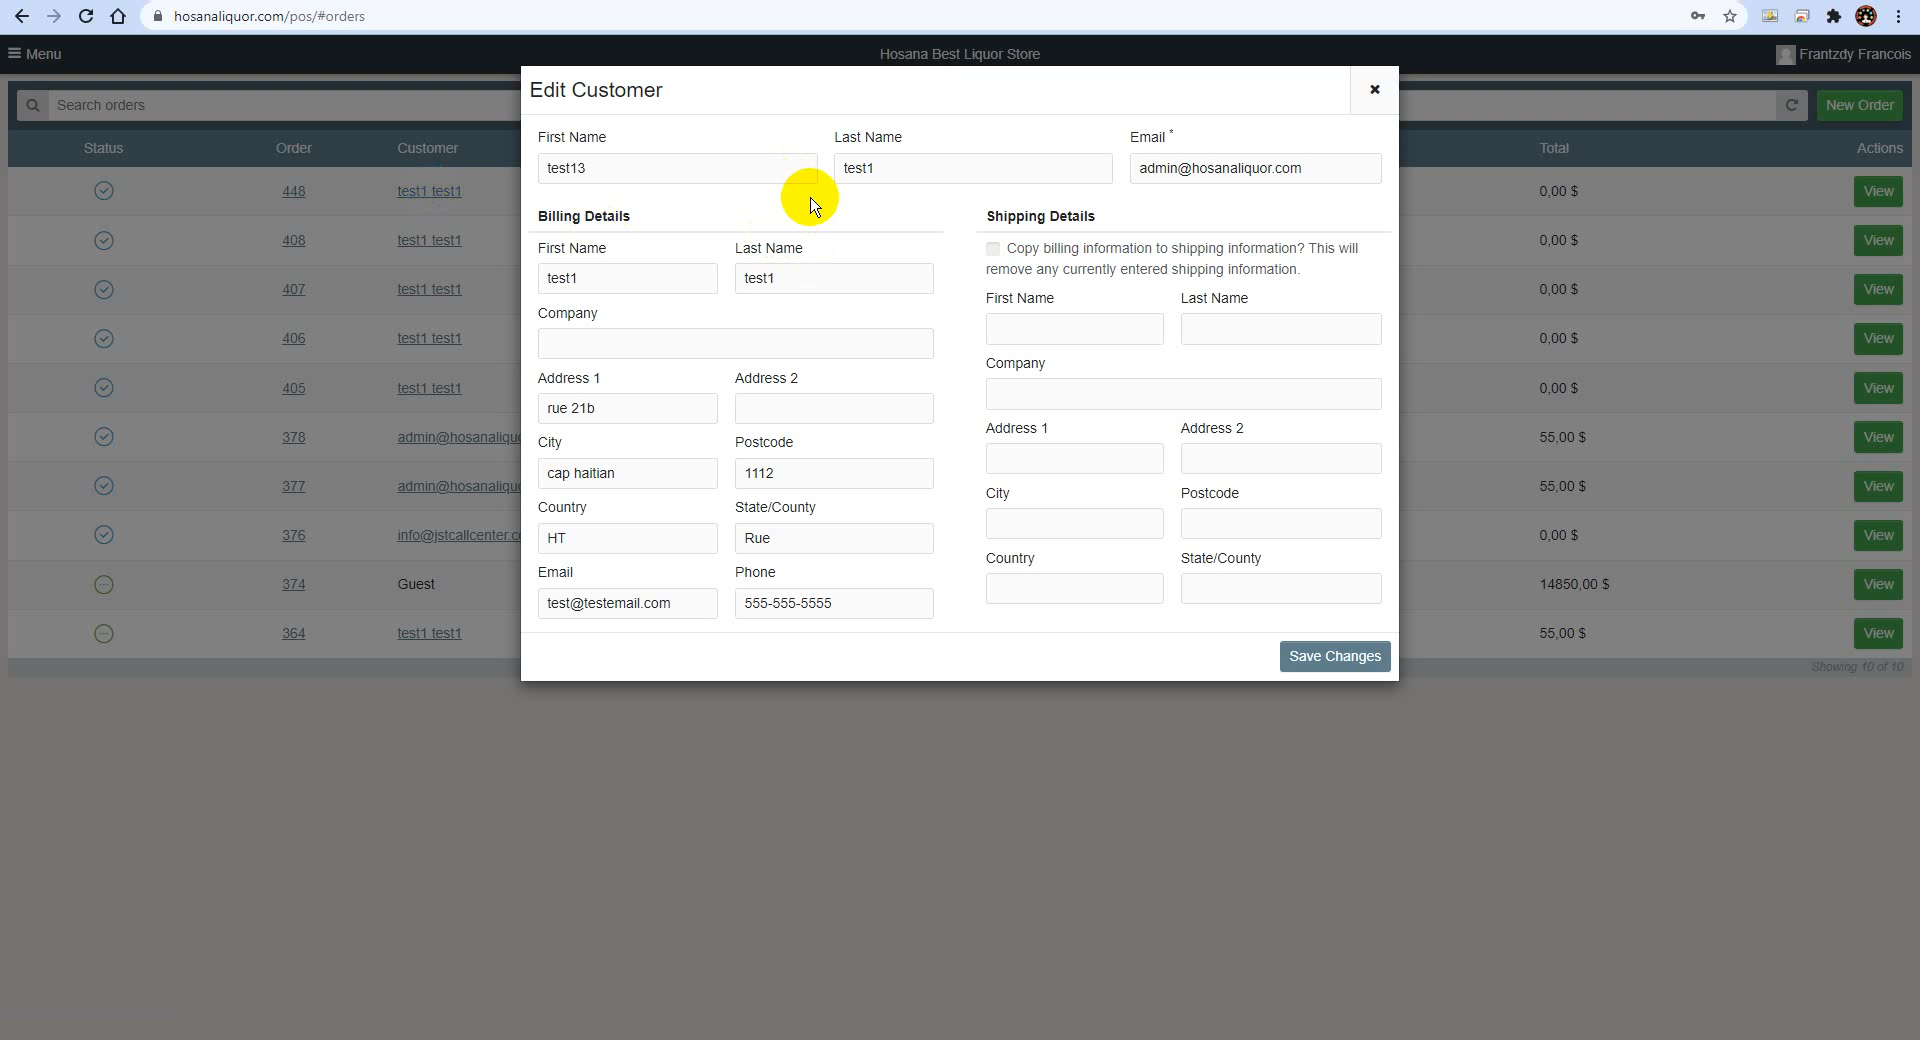 hosanaliquor.com/pos/#orders
Menu
Hosana Best Liquor Store
Frantzdy Francois
Search orders
New Order
Status Order Customer Total Actions
448 test1 test1 0,00 $ View
408 test1 test1 0,00 $ View
407 test1 test1 0,00 $ View
406 test1 test1 0,00 $ View
405 test1 test1 0,00 $ View
378 admin@hosanaliquo 55,00 $ View
377 admin@hosanaliquo 55,00 $ View
376 info@jstcallcenter.co 0,00 $ View
374 Guest 14850,00 $ View
364 test1 test1 55,00 $ View
Showing 10 of 10
Edit Customer
First Name Last Name Email *
test13 test1 admin@hosanaliquor.com
Billing Details
First Name Last Name
test1 test1
Company
Address 1 Address 2
rue 21b
City Postcode
cap haitian 1112
Country State/County
HT Rue
Email Phone
test@testemail.com 555-555-5555
Shipping Details
Copy billing information to shipping information? This will
remove any currently entered shipping information.
First Name Last Name
Company
Address 1 Address 2
City Postcode
Country State/County
Save Changes